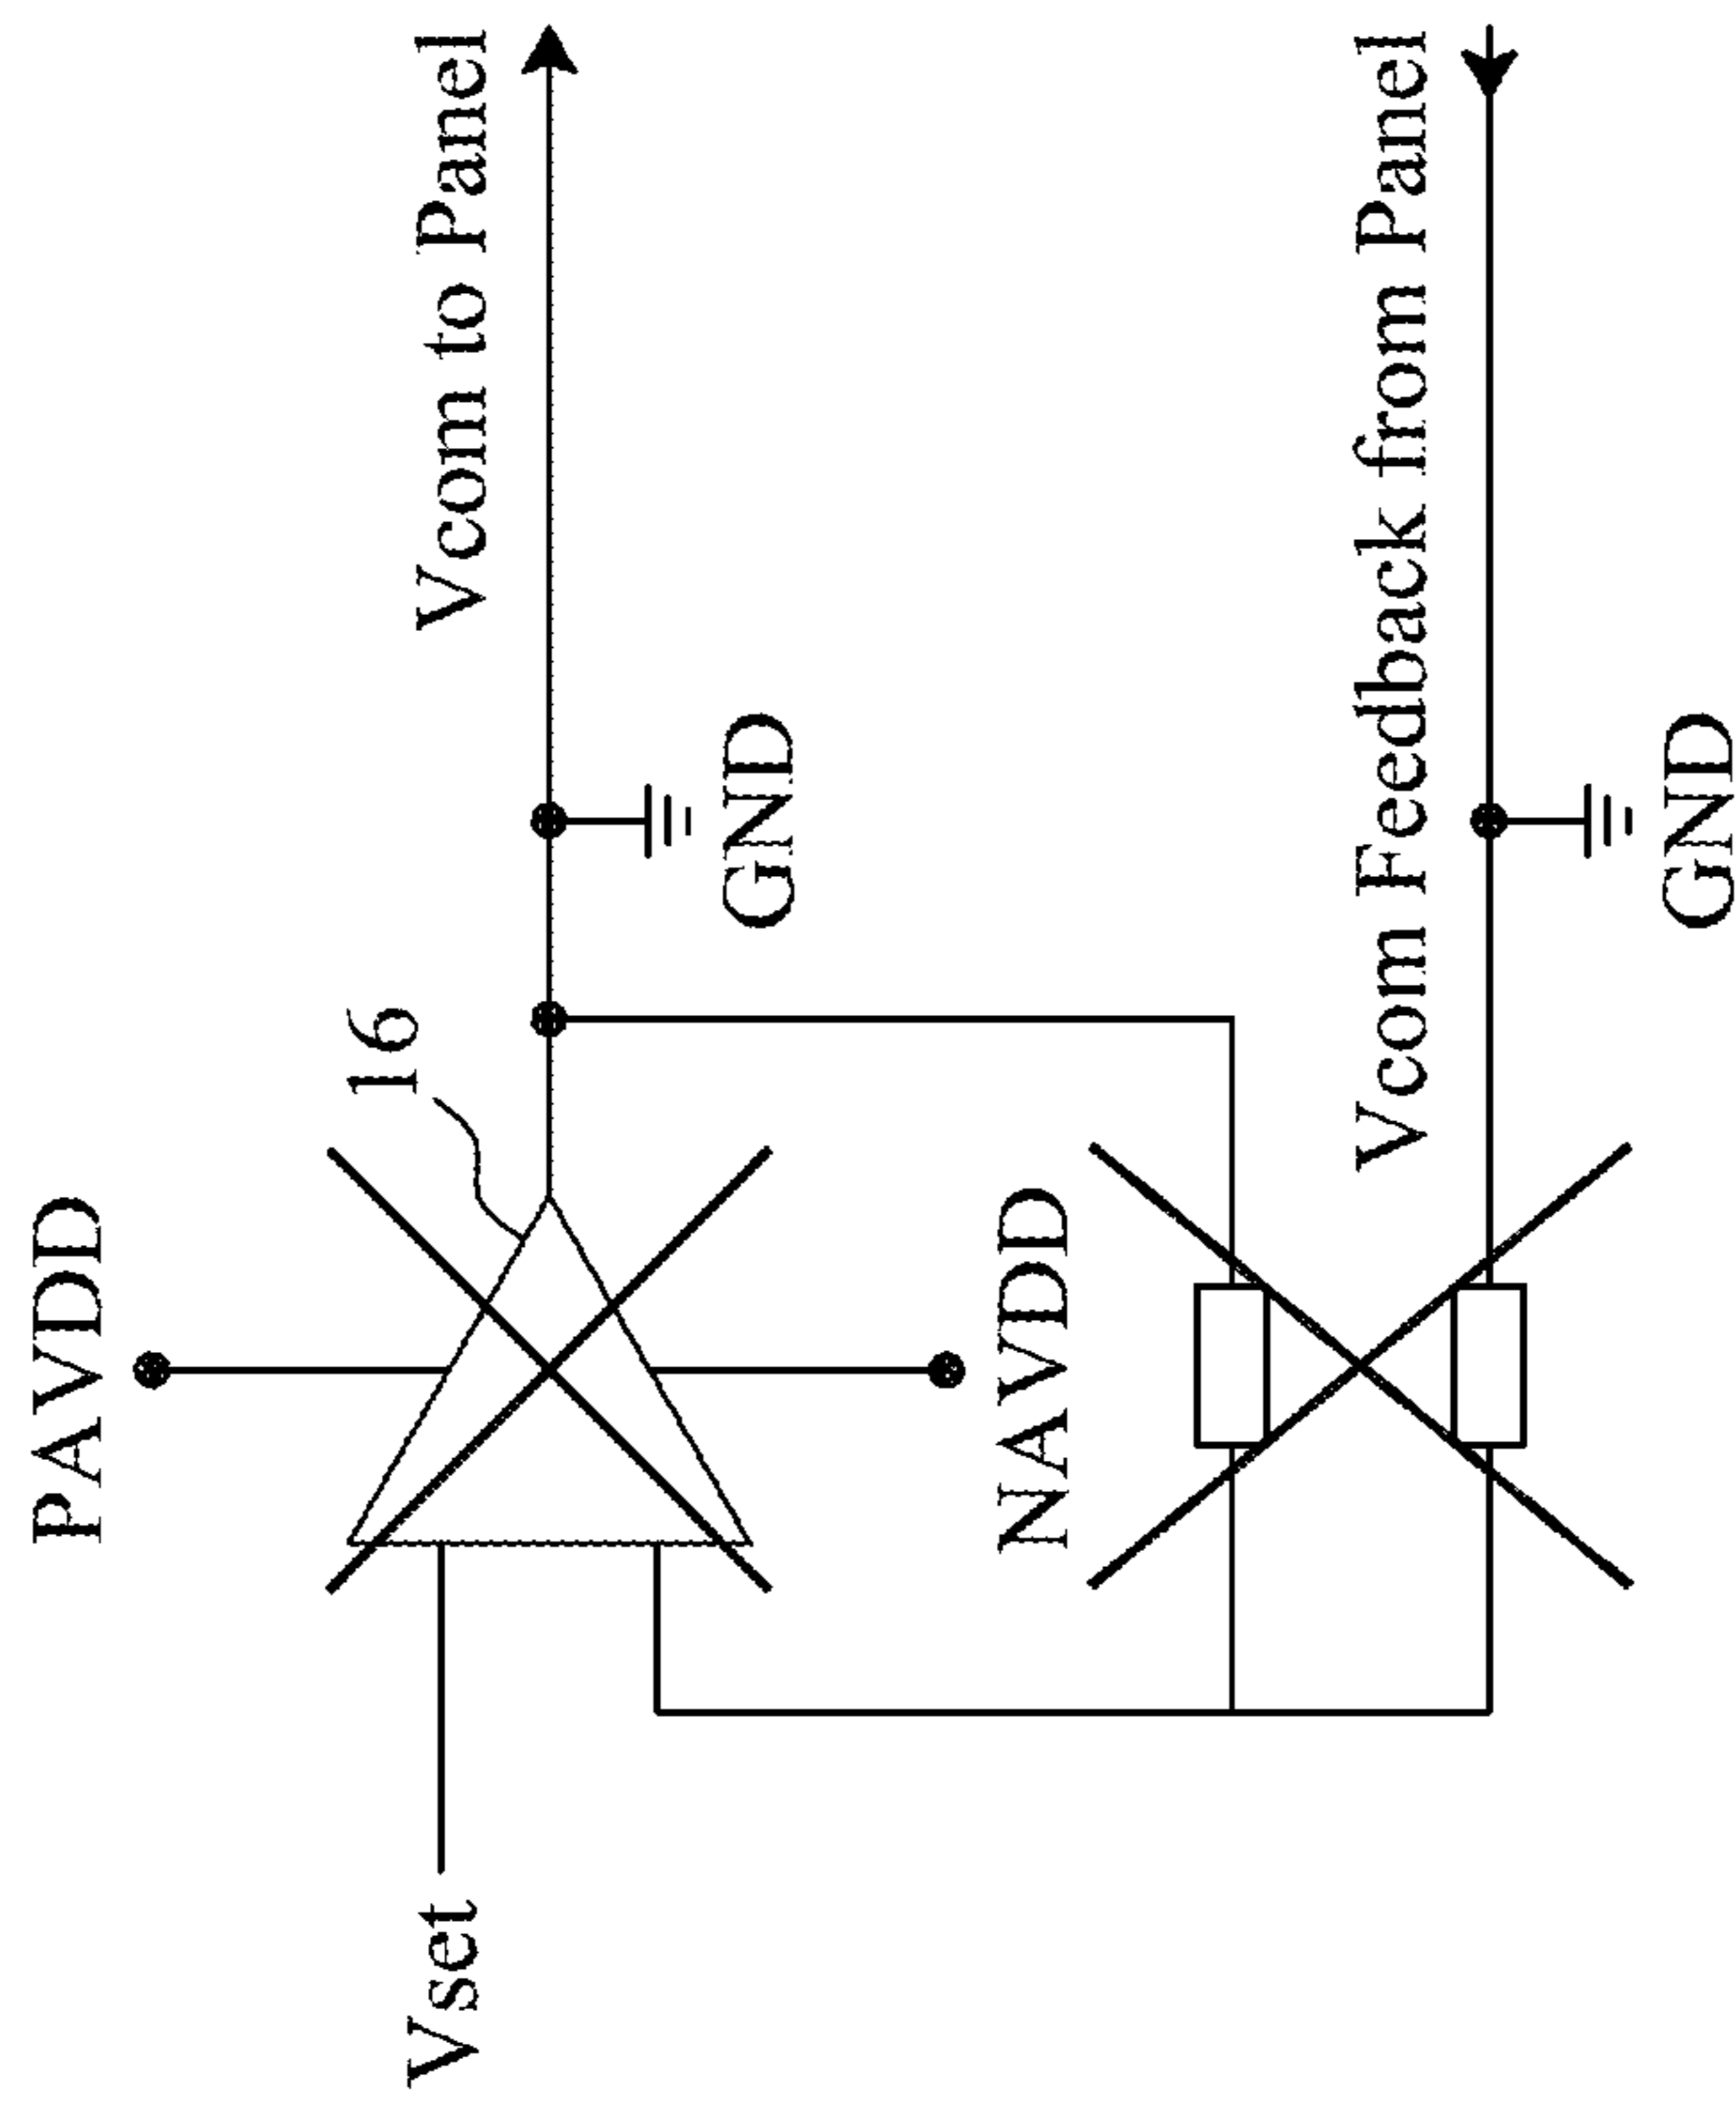 PAVDD
16
Vcom to Panel
Vset
GND
NAVDD
Vcom Feedback from Panel
GND